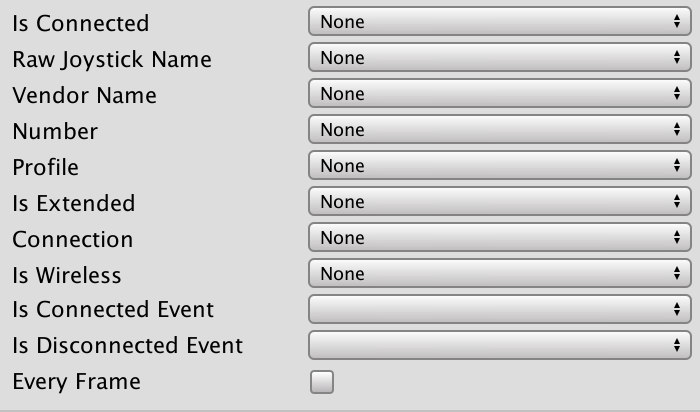 Is Connected None
Raw Joystick Name None
Vendor Name None
Number None
Profile None
Is Extended None
Connection None
Is Wireless None
Is Connected Event
Is Disconnected Event
Every Frame